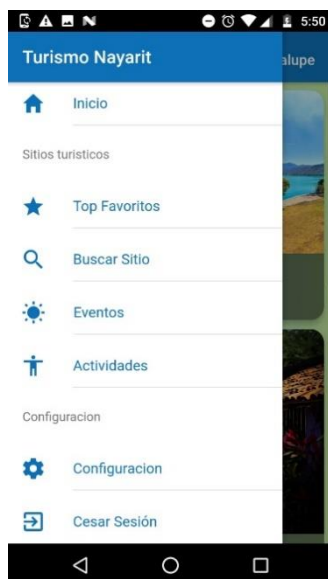 5:50
Turismo Nayarit
alupe
Inicio
Sitios turisticos
Top Favoritos
Buscar Sitio
Eventos
Actividades
Configuracion
Configuracion
Cesar Sesión